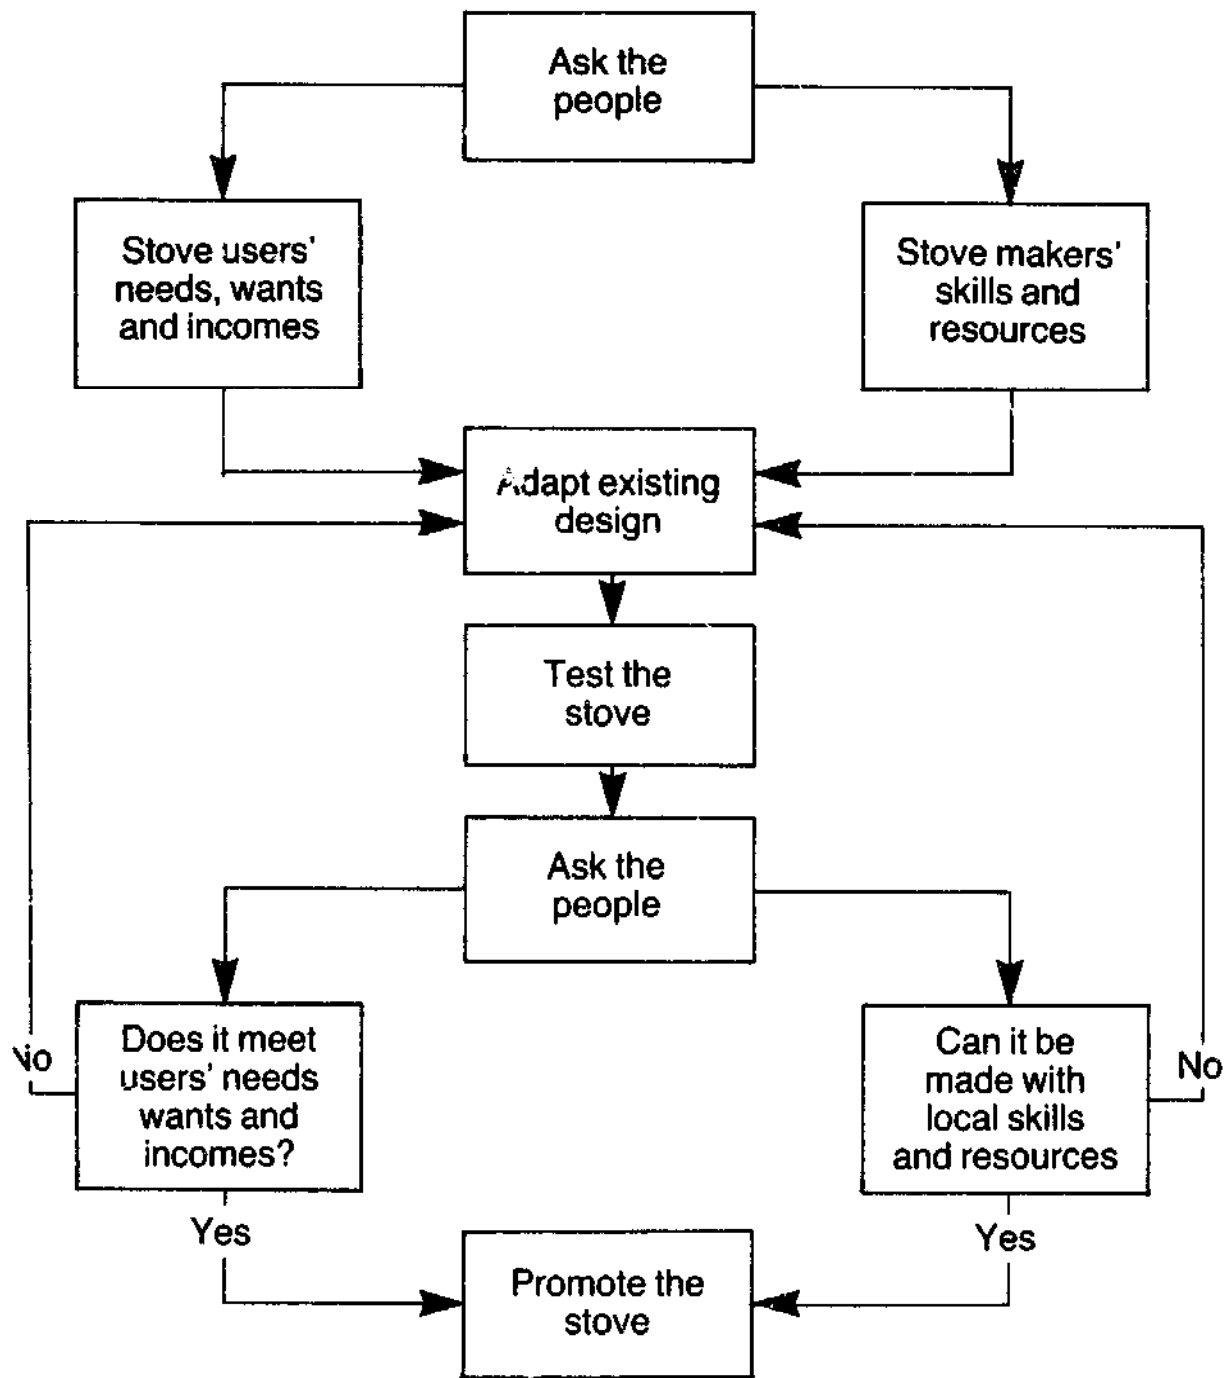 Ask the
people
Stove users'
needs, wants
and incomes
Stove makers'
skills and
resources
Adapt existing
design
Test the
stove
Ask the
people
Does it meet
users' needs
wants and
incomes?
No
Can it be
made with
local skills
and resources
No
Yes
Yes
Promote the
stove